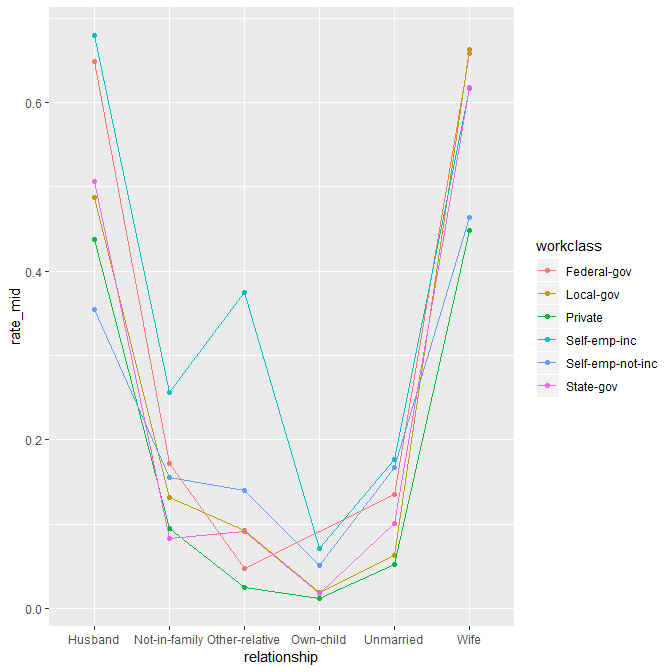 rate_mid
0.6
0.4
0.2
0.0
Husband Not-in-family Other-relative Own-child Unmarried Wife
relationship
workclass
Federal-gov
Local-gov
Private
Self-emp-inc
Self-emp-not-inc
State-gov